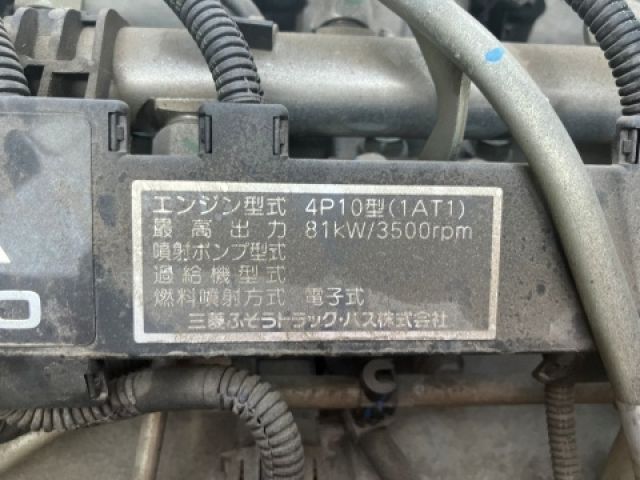 エンジン型式 4P10型(1AT1)
最高出力 81kW/3500rpm
噴射ポンプ型式
過給機型式
燃料噴射方式 電子式
三菱ふそうトラック・バス株式会社